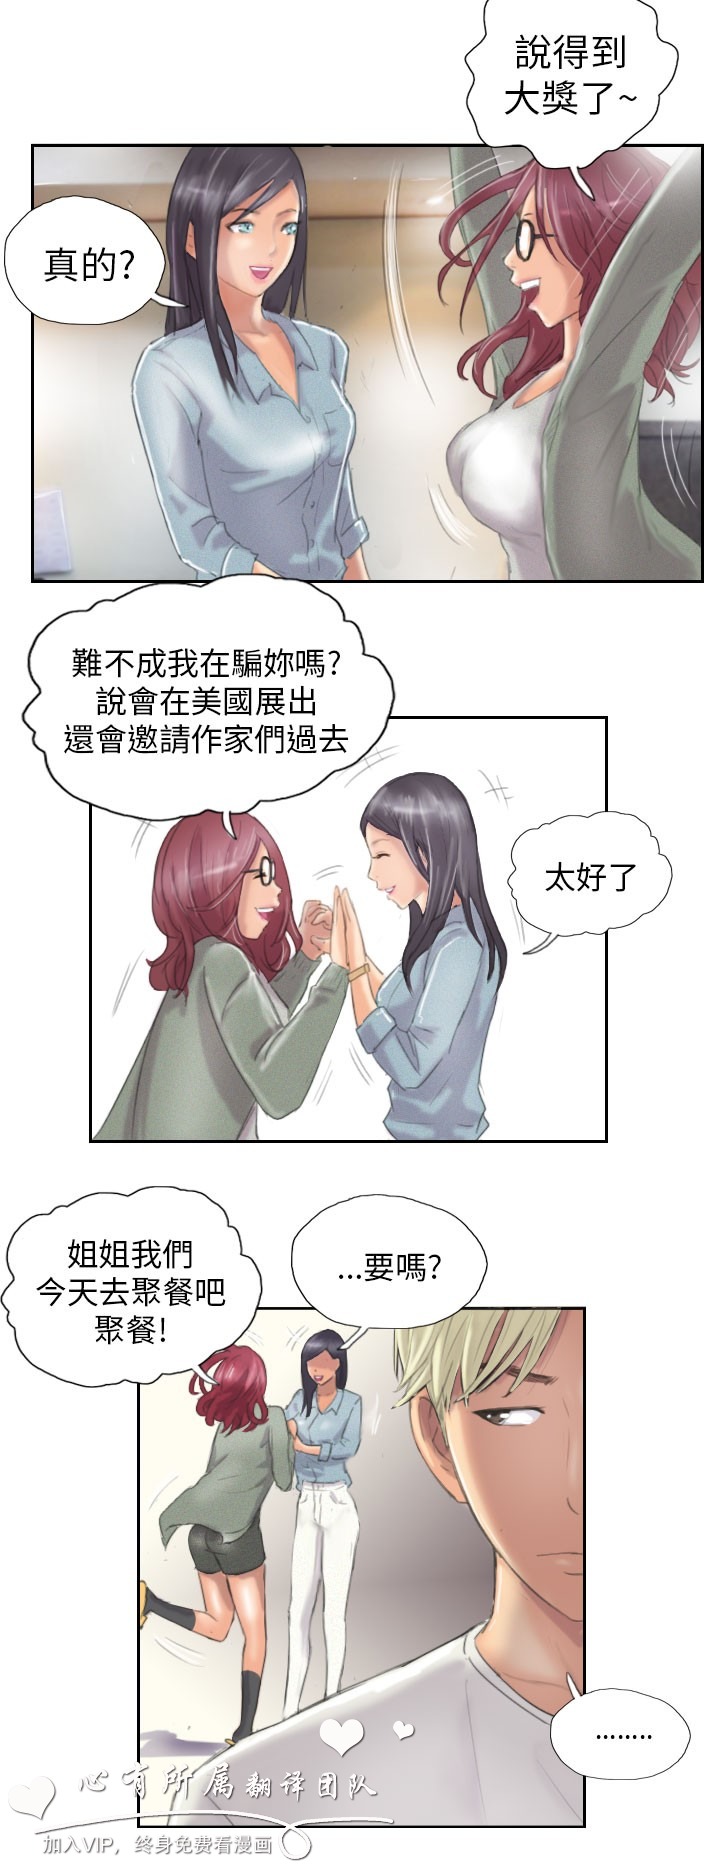 說得到
大獎了~
真的?
難不成我在騙妳嗎?
說會在美國展出
還會邀請作家們過去
太好了
姐姐我們
今天去聚餐吧
聚餐!
...要嗎?
........
心有所属翻译团队
加入VIP，终身免费看漫画